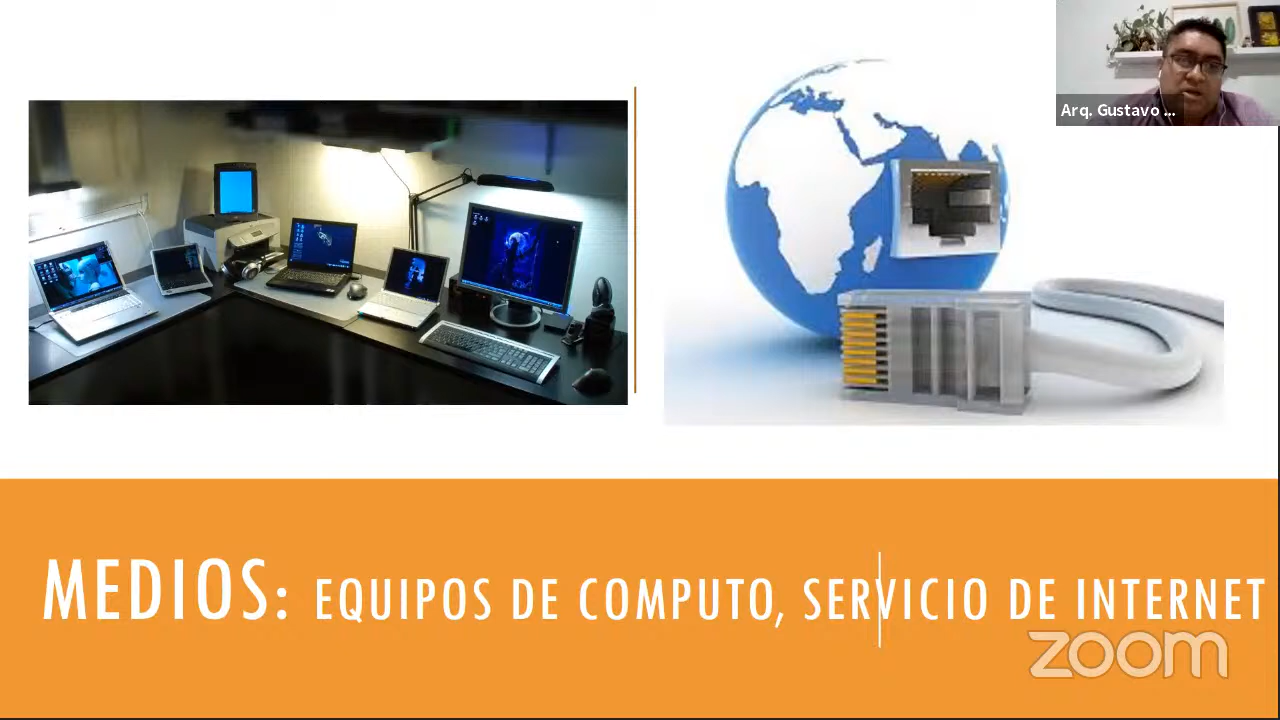 Arq. Gustavo ...
MEDIOS: EQUIPOS DE COMPUTO, SERVICIO DE INTERNET
zoom